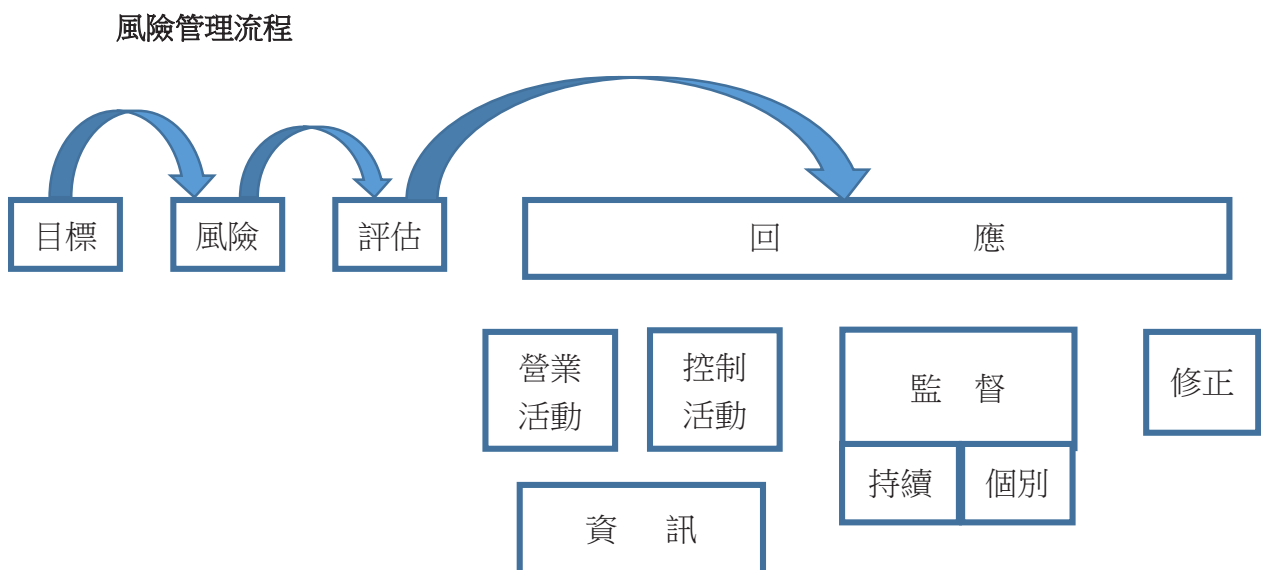 風險管理流程
目標
風險
評估
回 應
營業
活動
控制
活動
監 督
修正
持續
個別
資 訊